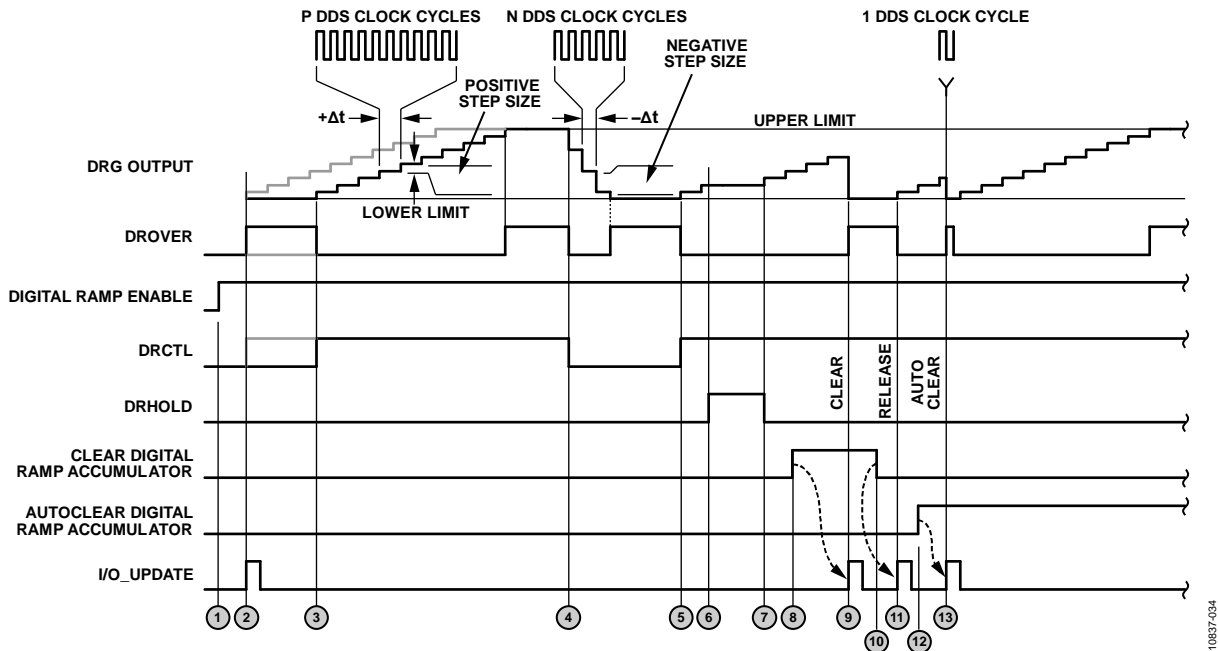 P DDS CLOCK CYCLES
N DDS CLOCK CYCLES
1 DDS CLOCK CYCLE
NEGATIVE
STEP SIZE
POSITIVE
STEP SIZE
+Δt
–Δt
UPPER LIMIT
DRG OUTPUT
LOWER LIMIT
DROVER
DIGITAL RAMP ENABLE
DRCTL
CLEAR
RELEASE
AUTO
CLEAR
DRHOLD
CLEAR DIGITAL
RAMP ACCUMULATOR
AUTOCLEAR DIGITAL
RAMP ACCUMULATOR
I/O_UPDATE
1
2
3
4
5
6
7
8
9
10
11
12
13
10837-034